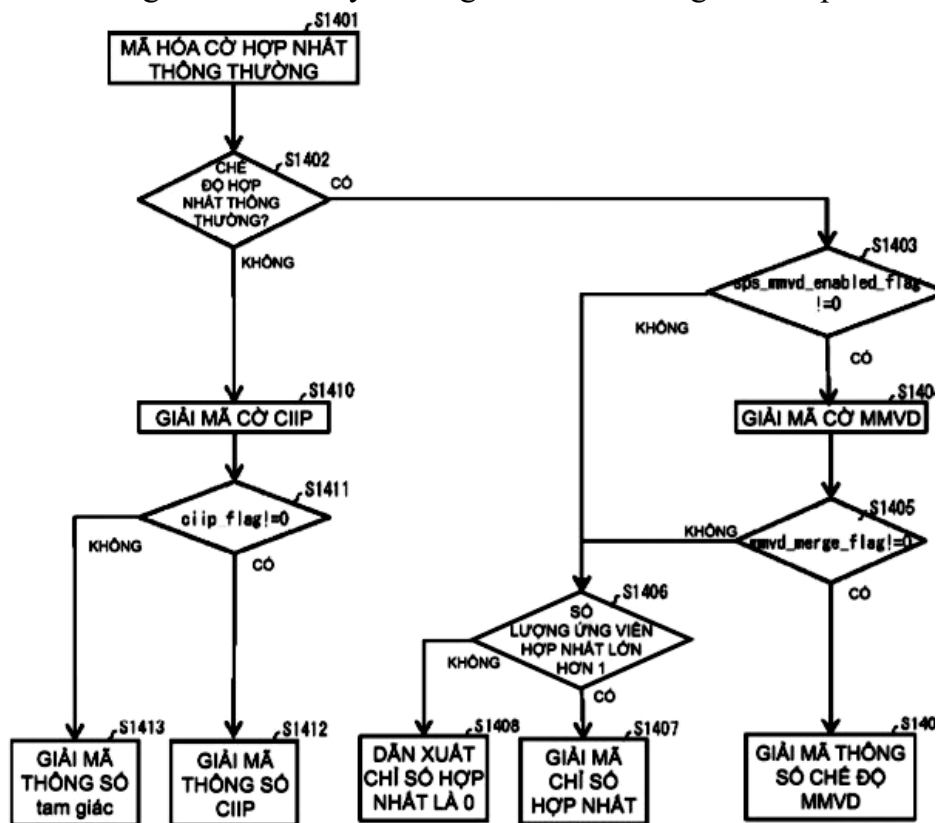 S1401
MÃ HÓA CỜ HỢP NHẤT
THÔNG THƯỜNG
S1402
CHẾ
ĐỘ HỢP
NHẤT THÔNG
THƯỜNG?
CÓ
KHÔNG
S1403
sps_mmvd_enabled_flag
!=0
KHÔNG
CÓ
S1410
GIẢI MÃ CỜ CIIP
GIẢI MÃ CỜ MMVD
S1411
ciip_flag!=0
KHÔNG
CÓ
S1405
mmvd_merge_flag!=0
KHÔNG
CÓ
S1406
SỐ
LƯỢNG ỨNG VIÊN
HỢP NHẤT LỚN
HƠN 1
KHÔNG
CÓ
S1413
GIẢI MÃ
THÔNG SỐ
tam giác
S1412
GIẢI MÃ
THÔNG SỐ
CIIP
S1408
DẪN XUẤT
CHỈ SỐ HỢP
NHẤT LÀ 0
S1407
GIẢI MÃ
CHỈ SỐ
HỢP NHẤT
GIẢI MÃ THÔNG
SỐ CHẾ ĐỘ
MMVD